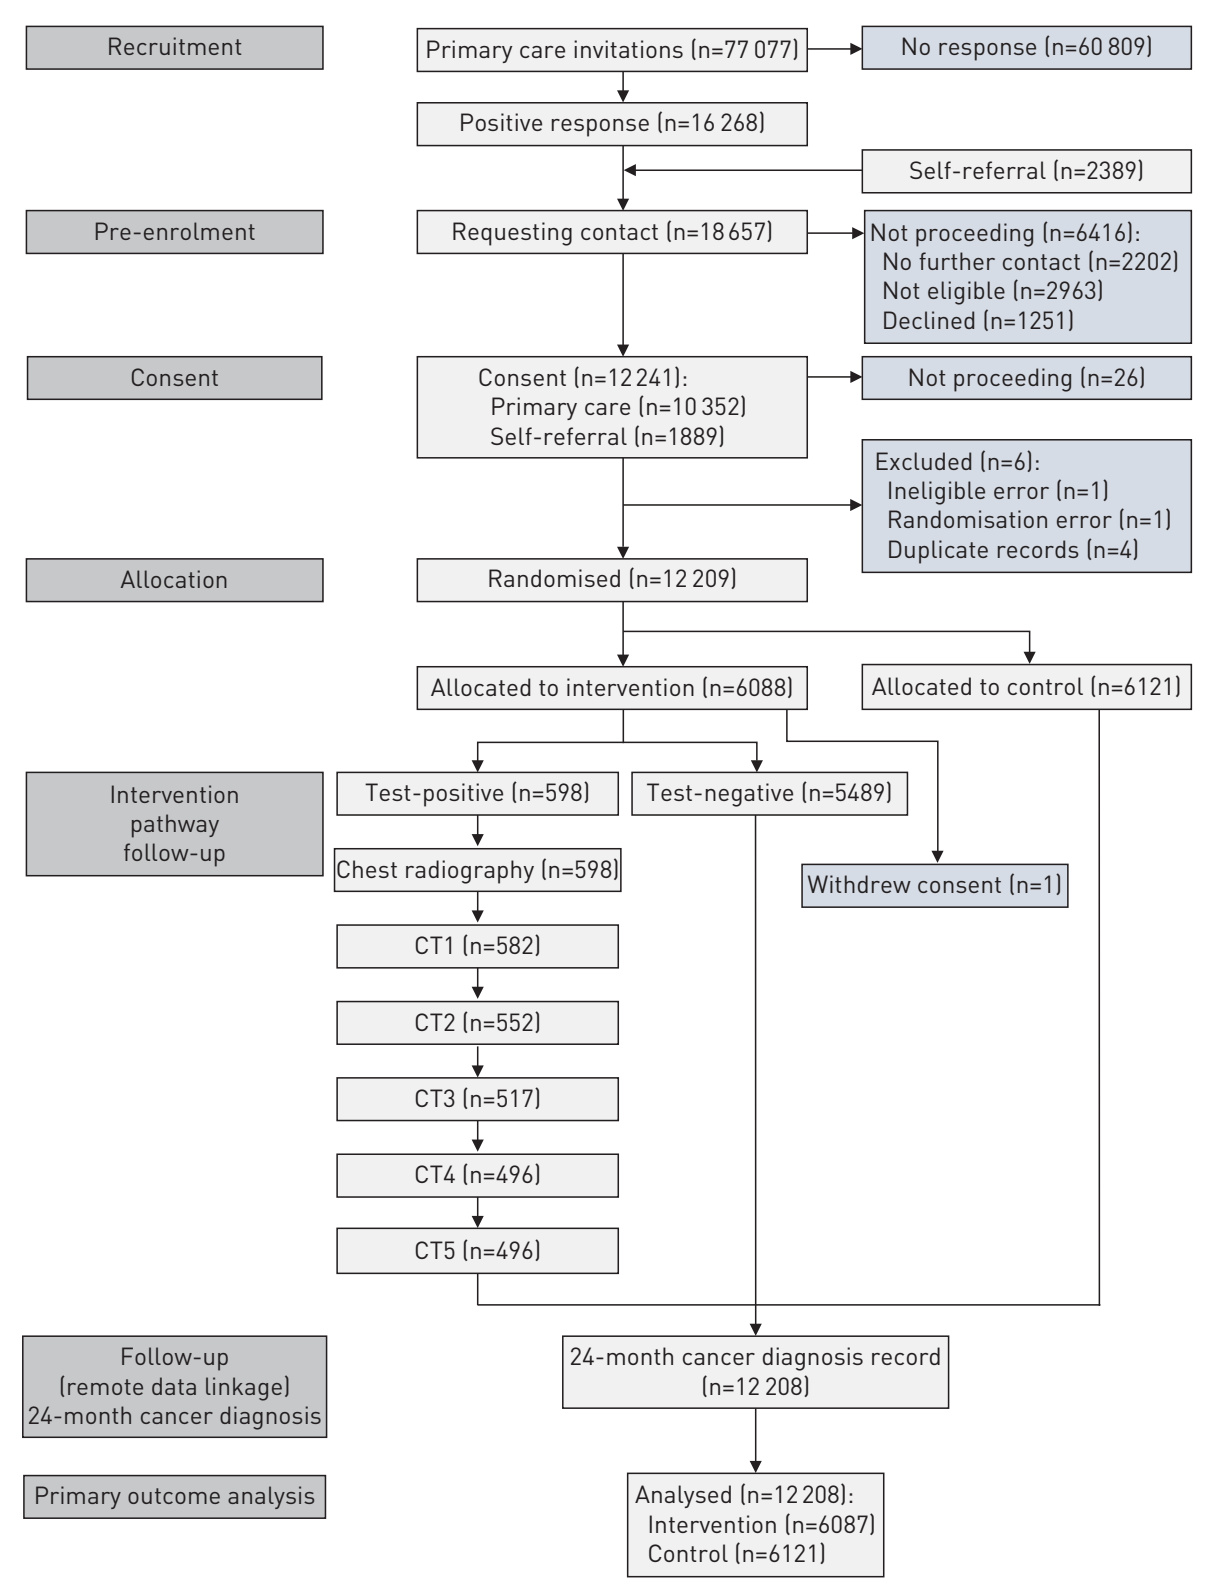 Recruitment
Primary care invitations (n=77 077)
No response (n=60 809)
Positive response (n=16 268)
Self-referral (n=2389)
Pre-enrolment
Requesting contact (n=18 657)
Not proceeding (n=6416):
No further contact (n=2202)
Not eligible (n=2963)
Declined (n=1251)
Consent
Consent (n=12 241):
Primary care (n=10 352)
Self-referral (n=1889)
Not proceeding (n=26)
Excluded (n=6):
Ineligible error (n=1)
Randomisation error (n=1)
Duplicate records (n=4)
Allocation
Randomised (n=12 209)
Allocated to intervention (n=6088)
Allocated to control (n=6121)
Intervention
pathway
follow-up
Test-positive (n=598)
Test-negative (n=5489)
Chest radiography (n=598)
Withdrew consent (n=1)
CT1 (n=582)
CT2 (n=552)
CT3 (n=517)
CT4 (n=496)
CT5 (n=496)
Follow-up
(remote data linkage)
24-month cancer diagnosis
24-month cancer diagnosis record
(n=12 208)
Primary outcome analysis
Analysed (n=12 208):
Intervention (n=6087)
Control (n=6121)